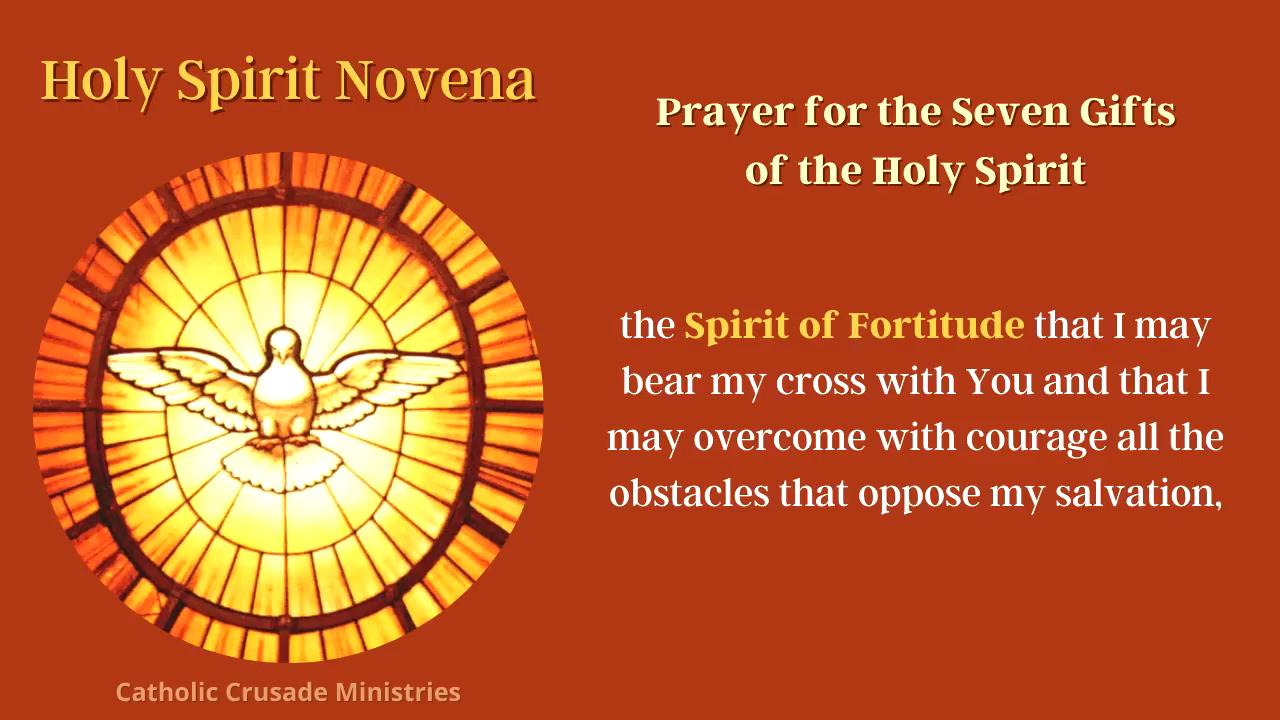 Holy Spirit Novena
Prayer for the Seven Gifts
of the Holy Spirit
the Spirit of Fortitude that I may
bear my cross with You and that I
may overcome with courage all the
obstacles that oppose my salvation,
Catholic Crusade Ministries